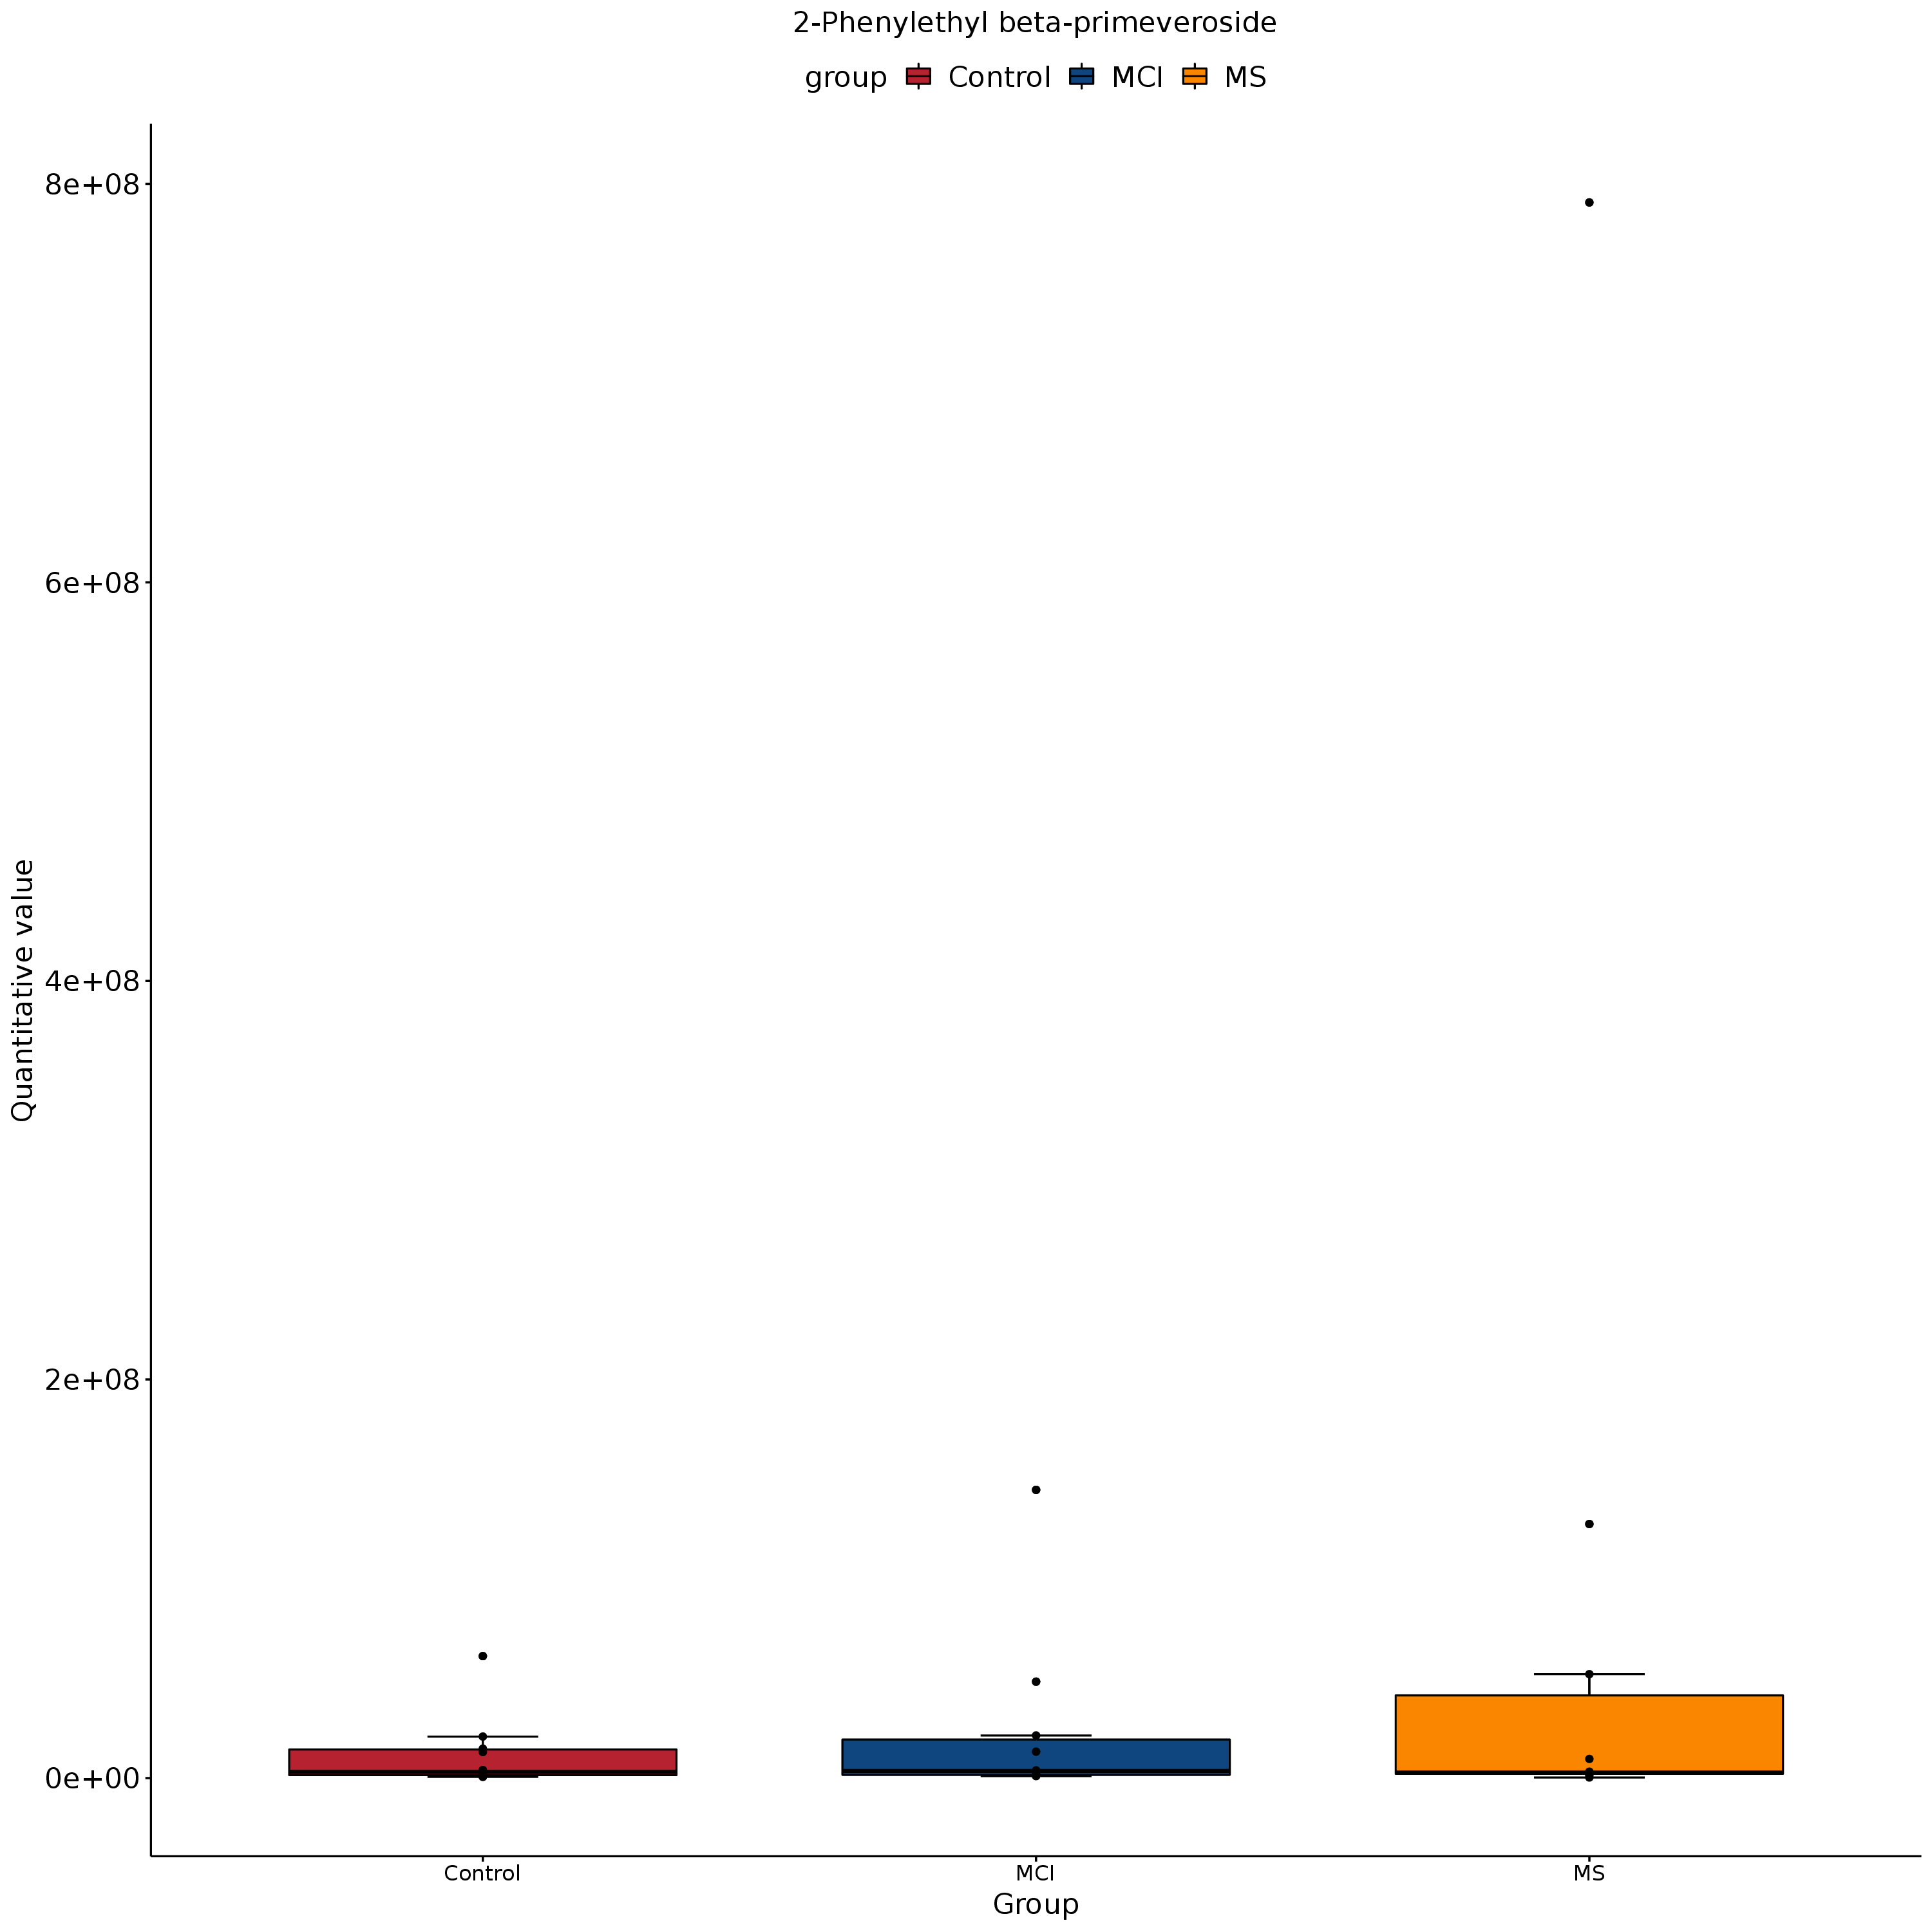 2-Phenylethyl beta-primeveroside
group Control MCI MS
8e+08
6e+08
4e+08
2e+08
0e+00
Quantitative value
Control MCI MS
Group